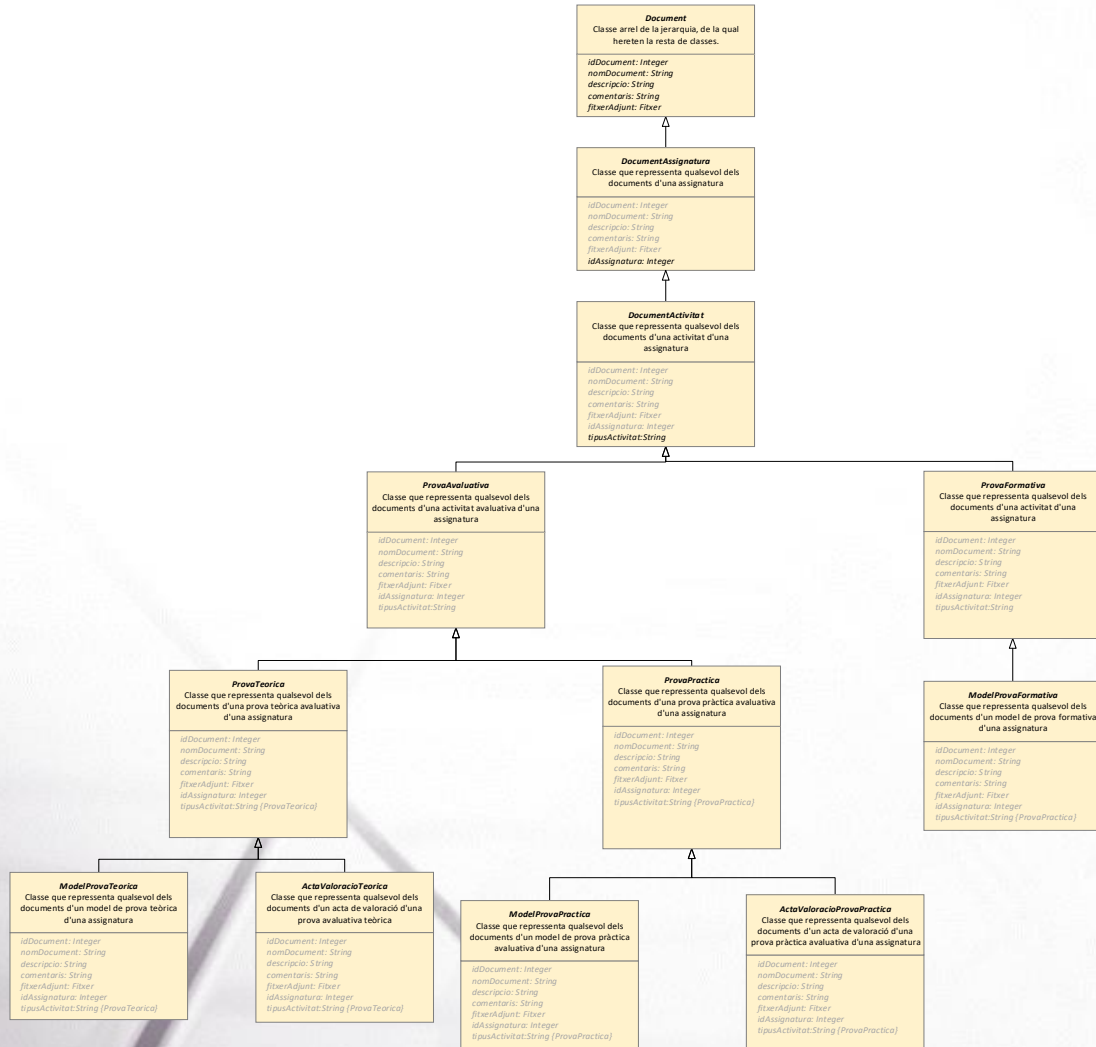 Document
Classe arrel de la jerarquia, de la qual
hereten la resta de classes.
idDocument: Integer
nomDocument: String
descripcio: String
comentaris: String
fitxerAdjunt: Fitxer
DocumentAssignatura
Classe que repressenta qualsevol dels
documents d'una assignatura
idDocument: Integer
nomDocument: String
descripcio: String
comentaris: String
fitxerAdjunt: Fitxer
idAssignatura: Integer
DocumentActivitat
Classe que repressenta qualsevol dels
documents d'una activitat d'una
assignatura
idDocument: Integer
nomDocument: String
descripcio: String
comentaris: String
fitxerAdjunt: Fitxer
idAssignatura: Integer
tipusActivitat:String
ProvaAvaluativa
Classe que repressenta qualsevol dels
documents d'una activitat avaluativa d'una
assignatura
idDocument: Integer
nomDocument: String
descripcio: String
comentaris: String
fitxerAdjunt: Fitxer
idAssignatura: Integer
tipusActivitat:String
ProvaFormativa
Classe que repressenta qualsevol dels
documents d'una activitat d'una
assignatura
idDocument: Integer
nomDocument: String
descripcio: String
comentaris: String
fitxerAdjunt: Fitxer
idAssignatura: Integer
tipusActivitat:String
ProvaTeorica
Classe que repressenta qualsevol dels
documents d'una prova teòrica avaluativa
d'una assignatura
idDocument: Integer
nomDocument: String
descripcio: String
comentaris: String
fitxerAdjunt: Fitxer
idAssignatura: Integer
tipusActivitat:String {ProvaTeorica}
ProvaPractica
Classe que repressenta qualsevol dels
documents d'una prova pràctica avaluativa
d'una assignatura
idDocument: Integer
nomDocument: String
descripcio: String
comentaris: String
fitxerAdjunt: Fitxer
idAssignatura: Integer
tipusActivitat:String {ProvaPractica}
ModelProvaFormativa
Classe que repressenta qualsevol dels
documents d'un model de prova formativa
d'una assignatura
idDocument: Integer
nomDocument: String
descripcio: String
comentaris: String
fitxerAdjunt: Fitxer
idAssignatura: Integer
tipusActivitat:String {ProvaPractica}
ModelProvaTeorica
Classe que repressenta qualsevol dels
documents d'un model de prova teòrica
d'una assignatura
idDocument: Integer
nomDocument: String
descripcio: String
comentaris: String
fitxerAdjunt: Fitxer
idAssignatura: Integer
tipusActivitat:String {ProvaTeorica}
ActaValoracioTeorica
Classe que repressenta qualsevol dels
documents d'un acta de valoració d'una
prova avaluativa teòrica
idDocument: Integer
nomDocument: String
descripcio: String
comentaris: String
fitxerAdjunt: Fitxer
idAssignatura: Integer
tipusActivitat:String {ProvaTeorica}
ModelProvaPractica
Classe que repressenta qualsevol dels
documents d'un model de prova pràctica
avaluativa d'una assignatura
idDocument: Integer
nomDocument: String
descripcio: String
comentaris: String
fitxerAdjunt: Fitxer
idAssignatura: Integer
tipusActivitat:String {ProvaPractica}
ActaValoracioProvaPractica
Classe que repressenta qualsevol dels
documents d'un acta de valoració d'una
prova pràctica avaluativa d'una assignatura
idDocument: Integer
nomDocument: String
descripcio: String
comentaris: String
fitxerAdjunt: Fitxer
idAssignatura: Integer
tipusActivitat:String {ProvaPractica}